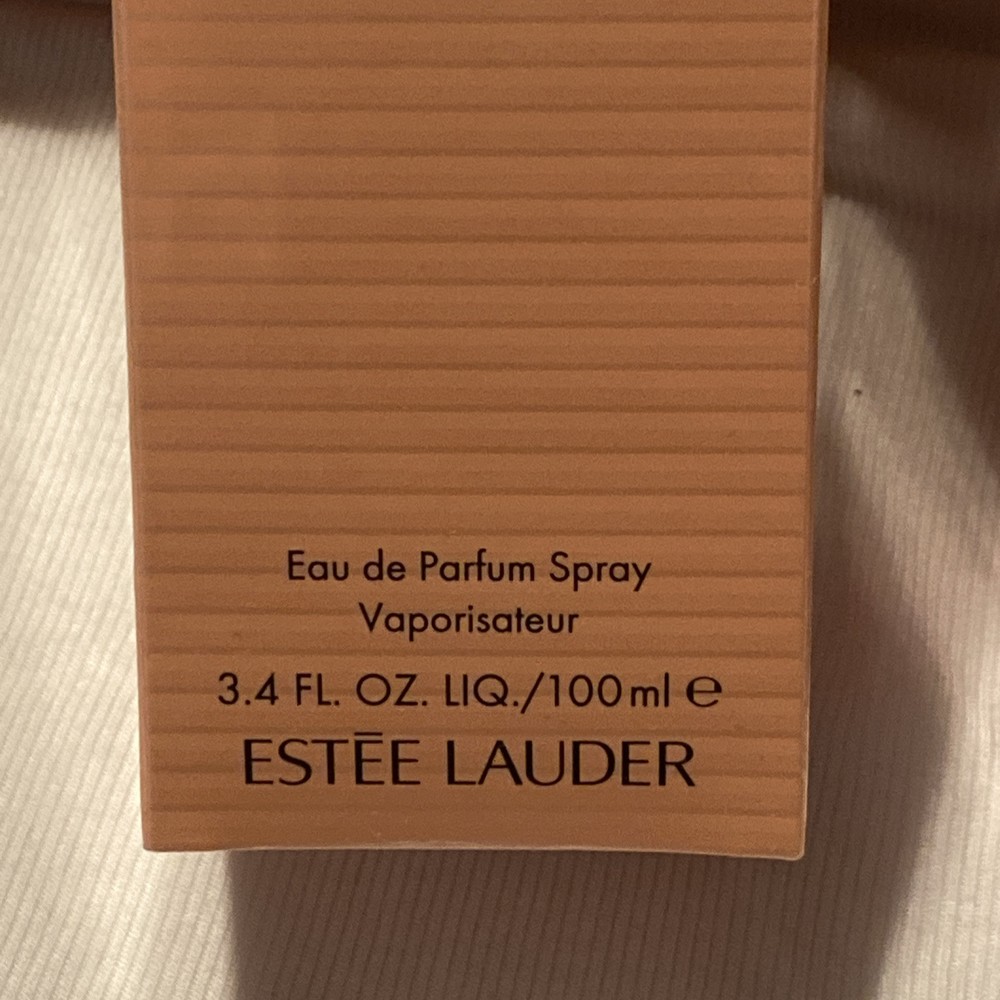 Eau de Parfum Spray
Vaporisateur
3.4 FL. OZ. LIQ./100ml ℮
ESTĒE LAUDER